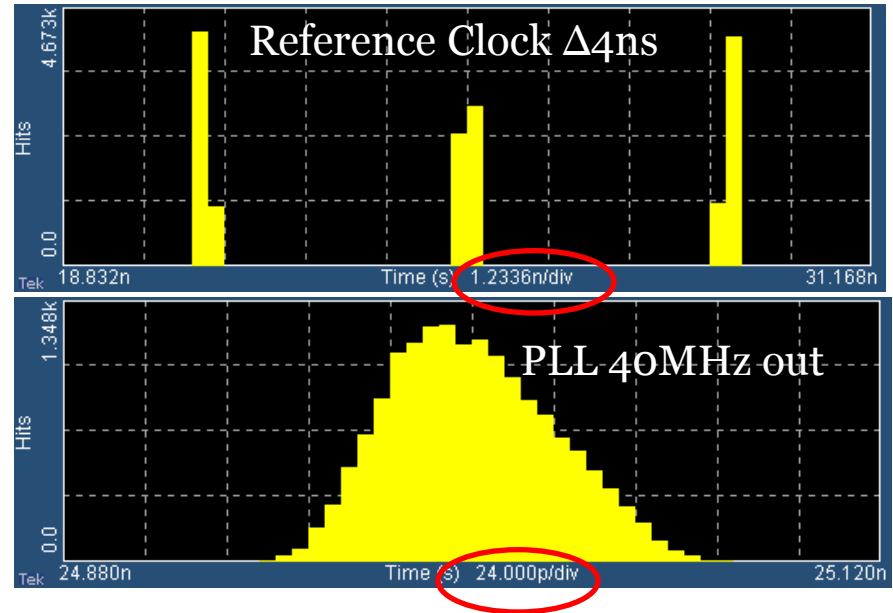 Reference Clock Δ4ns
4.673k
Hits
0.0
Tek 18.832n Time (s) 1.2336n/div 31.168n
PLL 40MHz out
1.348k
Hits
0.0
Tek 24.880n Time (s) 24.000p/div 25.120n